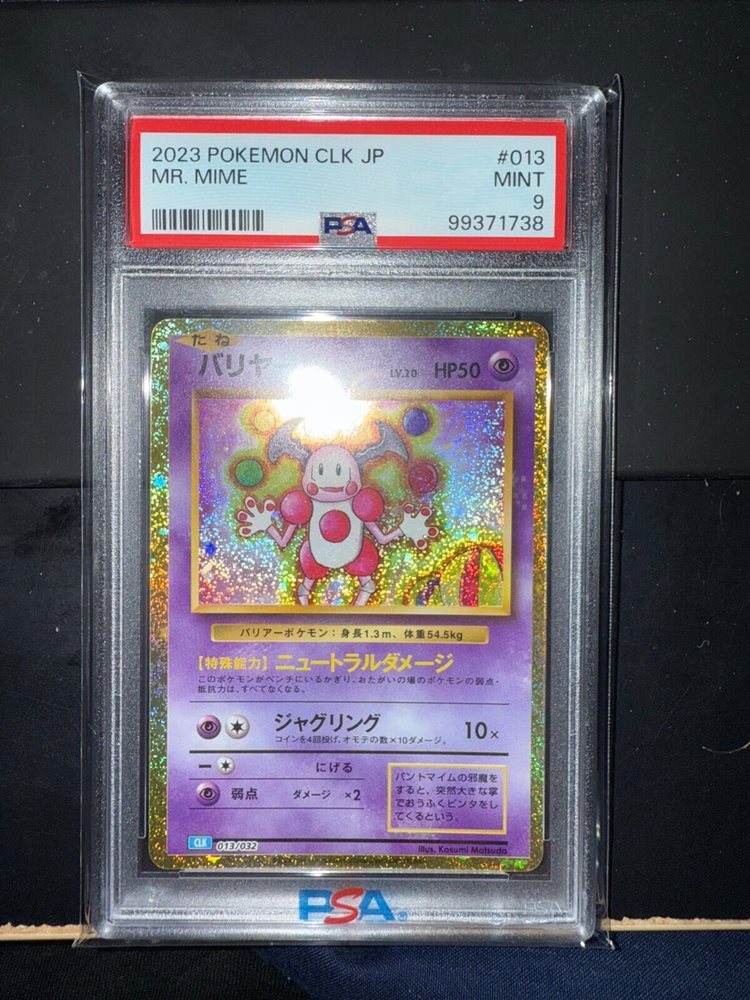 2023 POKEMON CLK JP #013
MR. MIME MINT
9
PSA 99371738
たね
バリヤード LV.20 HP50
バリアーポケモン：身長1.3m、体重54.5kg
［特殊能力］ニュートラルダメージ
このポケモンがベンチにいるかぎり、おたがいの場のポケモンの弱点・
抵抗力は、すべてなくなる。
ジャグリング 10×
コインを4回投げ、オモテの数×10ダメージ。
にげる
弱点 ダメージ ×2
パントマイムの邪魔を
すると、突然大きな掌
でおうふくビンタをし
てくるという。
CLK 013/032
Illus. Kasumi Matsuda
PSA